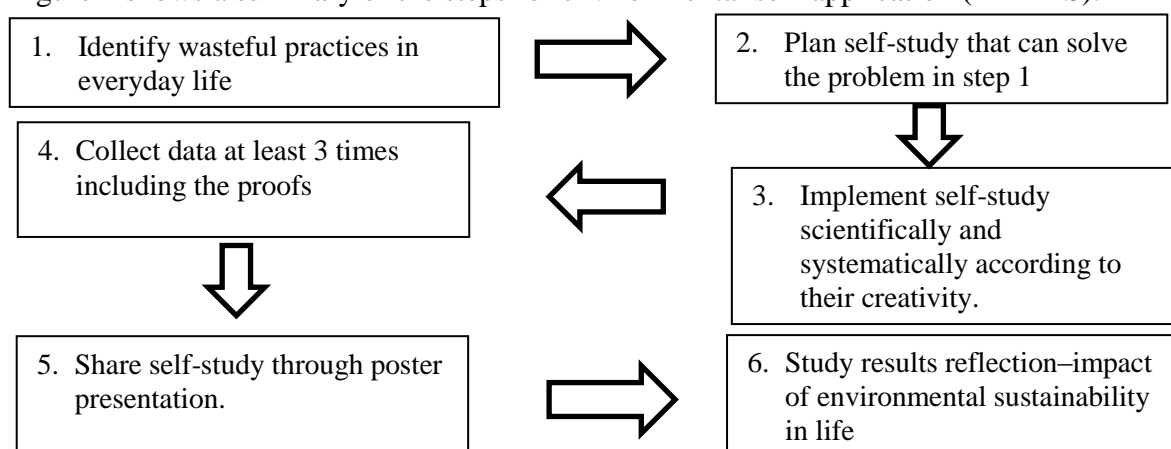 1. Identify wasteful practices in
everyday life
2. Plan self-study that can solve
the problem in step 1
3. Implement self-study
scientifically and
systematically according to
their creativity.
4. Collect data at least 3 times
including the proofs
5. Share self-study through poster
presentation.
6. Study results reflection–impact
of environmental sustainability
in life